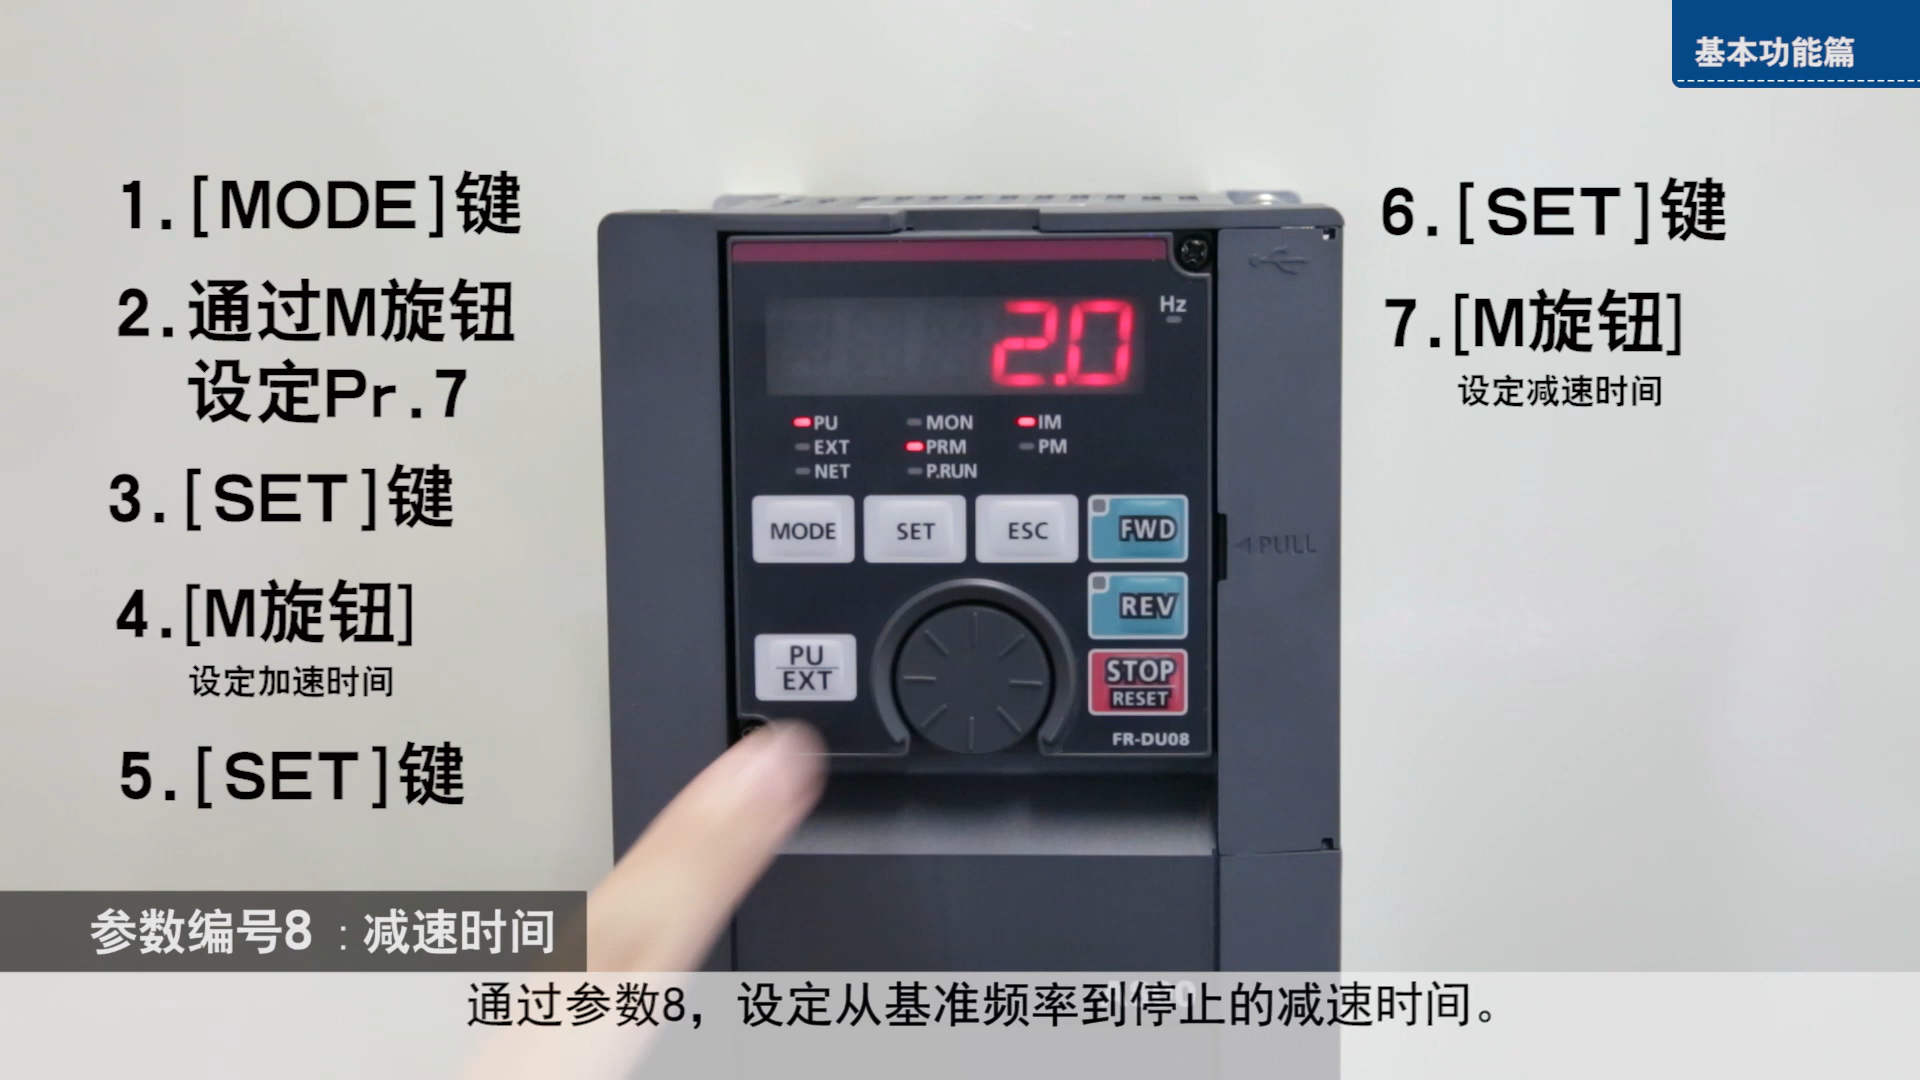 基本功能篇
1.[MODE]键
2.通过M旋钮
设定Pr.7
3.[SET]键
4.[M旋钮]
设定加速时间
5.[SET]键
6.[SET]键
7.[M旋钮]
设定减速时间
2.0
Hz
PU MON IM
EXT PRM PM
NET P.RUN
MODE SET ESC FWD
PULL
REV
PU
EXT
STOP
RESET
FR-DU08
参数编号8 : 减速时间
通过参数8，设定从基准频率到停止的减速时间。